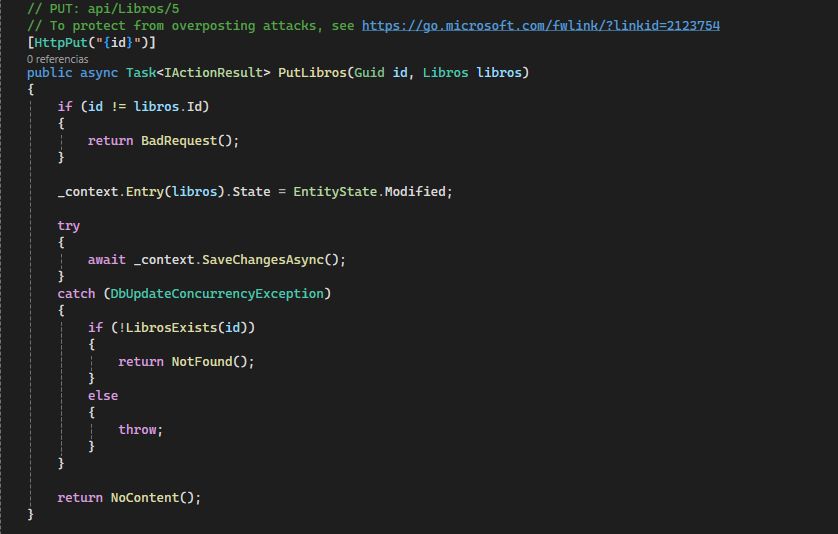 // PUT: api/Libros/5
// To protect from overposting attacks, see https://go.microsoft.com/fwlink/?linkid=2123754
[HttpPut("{id}")]
0 referencias
public async Task<IActionResult> PutLibros(Guid id, Libros libros)
{
if (id != libros.Id)
{
return BadRequest();
}
_context.Entry(libros).State = EntityState.Modified;
try
{
await _context.SaveChangesAsync();
}
catch (DbUpdateConcurrencyException)
{
if (!LibrosExists(id))
{
return NotFound();
}
else
{
throw;
}
}
return NoContent();
}